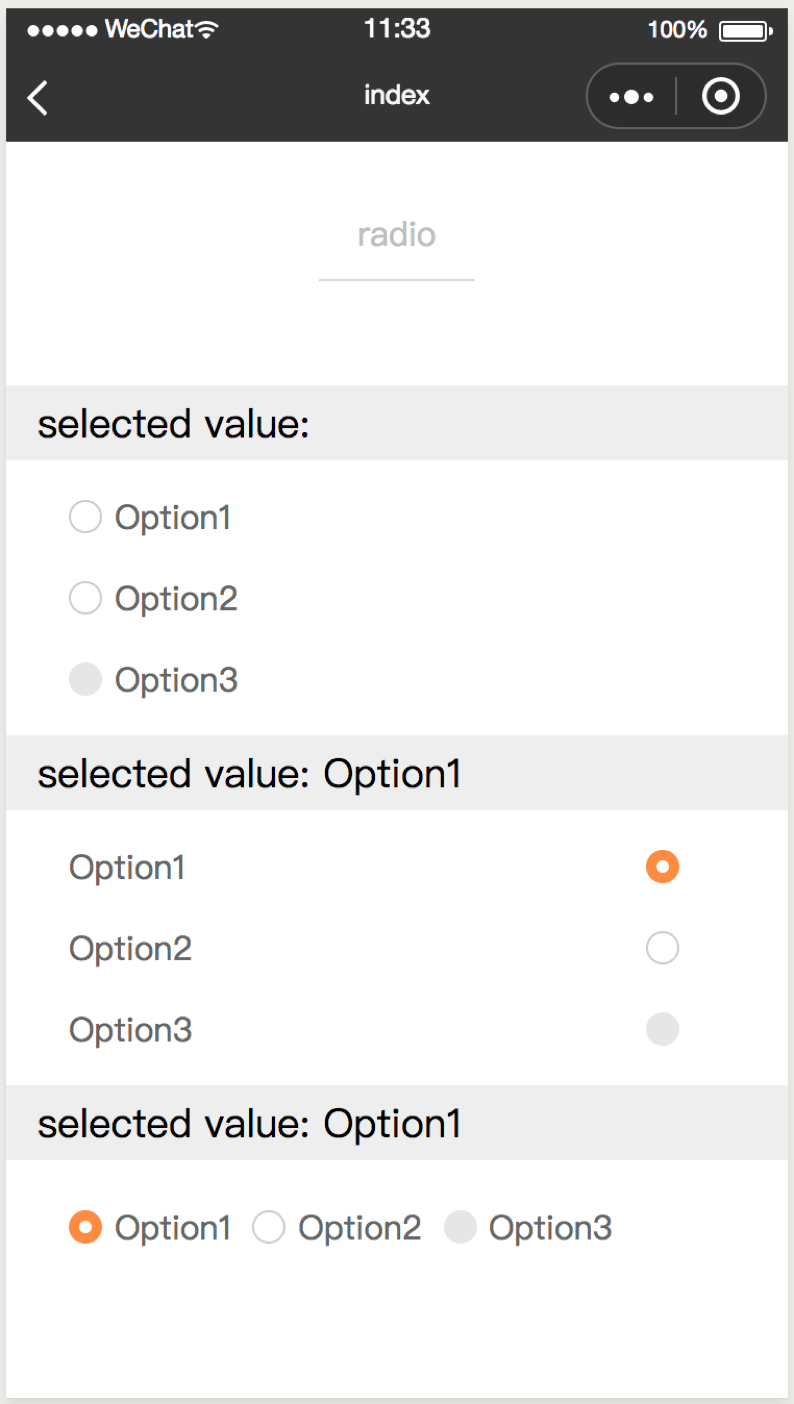 WeChat 11:33 100%
index
radio
selected value:
Option1
Option2
Option3
selected value: Option1
Option1
Option2
Option3
selected value: Option1
Option1 Option2 Option3